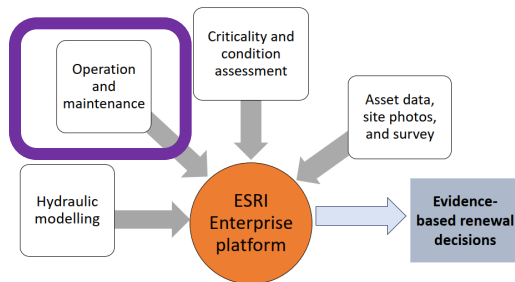 Criticality and
condition
assessment
Operation
and
maintenance
Asset data,
site photos,
and survey
Hydraulic
modelling
ESRI
Enterprise
platform
Evidence-
based renewal
decisions